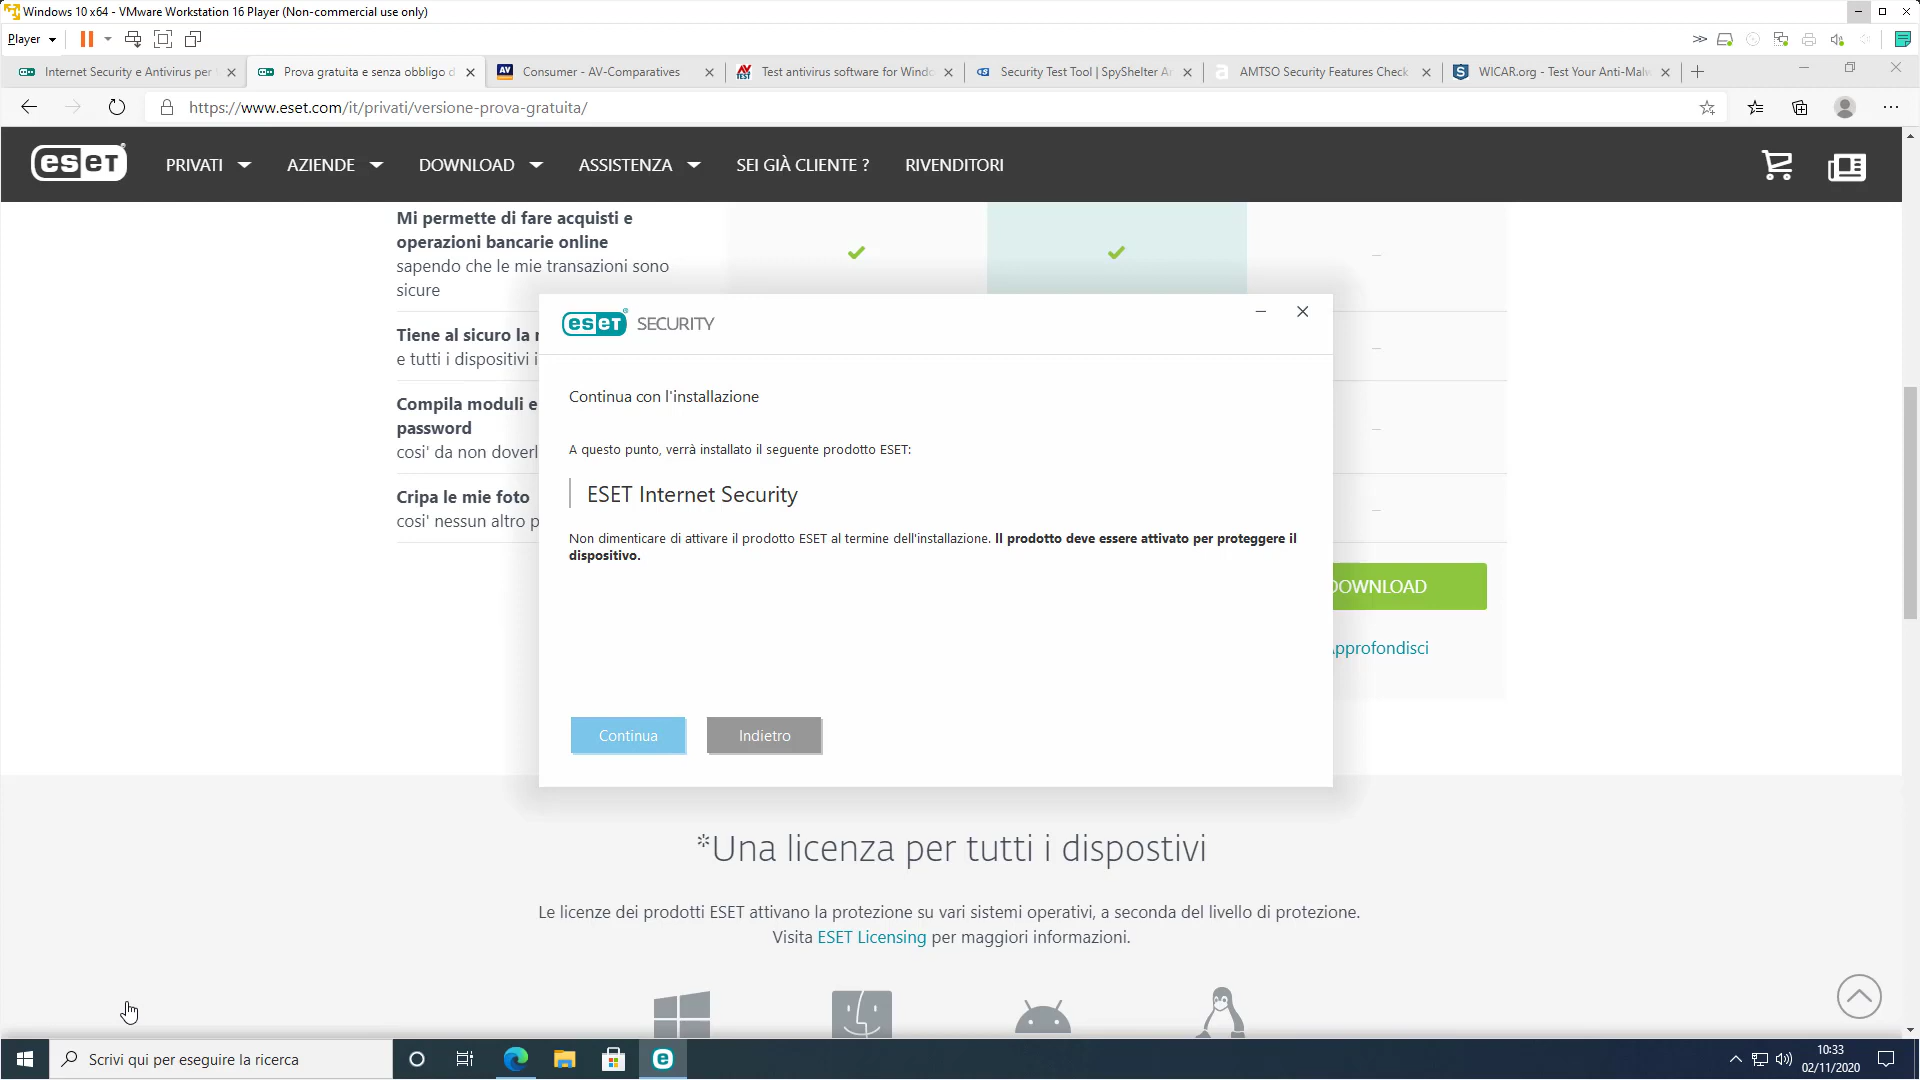 Windows 10 x64 - VMware Workstation 16 Player (Non-commercial use only)
Player
Internet Security e Antivirus per
Prova gratuita e senza obbligo d
Consumer - AV-Comparatives
Test antivirus software for Windo
Security Test Tool | SpyShelter An
AMTSO Security Features Check
WICAR.org - Test Your Anti-Malw
https://www.eset.com/it/privati/versione-prova-gratuita/
eseT
PRIVATI
AZIENDE
DOWNLOAD
ASSISTENZA
SEI GIÀ CLIENTE ?
RIVENDITORI
Mi permette di fare acquisti e
operazioni bancarie online
sapendo che le mie transazioni sono
sicure
Tiene al sicuro la
e tutti i dispositivi i
Compila moduli e
password
cosi' da non doverl
Cripa le mie foto
cosi' nessun altro p
eseT SECURITY
Continua con l'installazione
A questo punto, verrà installato il seguente prodotto ESET:
ESET Internet Security
Non dimenticare di attivare il prodotto ESET al termine dell'installazione. Il prodotto deve essere attivato per proteggere il
dispositivo.
Continua
Indietro
DOWNLOAD
pprofondisci
*Una licenza per tutti i dispostivi
Le licenze dei prodotti ESET attivano la protezione su vari sistemi operativi, a seconda del livello di protezione.
Visita ESET Licensing per maggiori informazioni.
Scrivi qui per eseguire la ricerca
10:33
02/11/2020